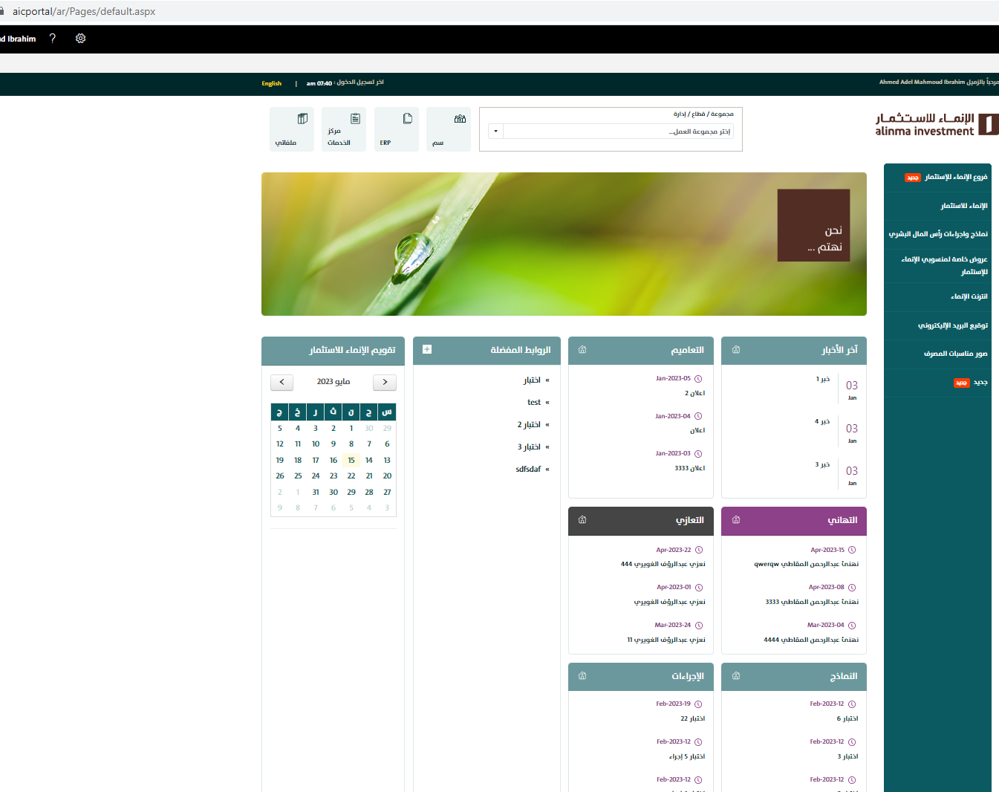 aicportal/ar/Pages/default.aspx
d Ibrahim ?
مرحباً بالزميل Ahmed Adel Mahmoud Ibrahim
اخر تسجيل الدخول : 07:40 am | English
الإنماء للاستثمار
alinma investment
مجموعة / قطاع / إدارة
إختر مجموعة العمل...
سم
ERP
مركز
الخدمات
ملفاتي
فروع الإنماء للإستثمار جديد
الإنماء للاستثمار
نماذج واجراءات رأس المال البشري
عروض خاصة لمنسوبي الإنماء
للإستثمار
انترنت الإنماء
توقيع البريد الإليكتروني
صور مناسبات المصرف
جديد جديد
نحن
نهتم ...
آخر الأخبار
03 Jan
خبر 1
03 Jan
خبر 4
03 Jan
خبر 3
التعاميم
Jan-2023-05
اعلان 2
Jan-2023-04
اعلان
Jan-2023-03
اعلان 3333
الروابط المفضلة
» اختبار
» test
» اختبار 2
» اختبار 3
» sdfsdaf
تقويم الإنماء للاستثمار
< مايو 2023 >
س ح ن ث ر خ ج
29 30 1 2 3 4 5
6 7 8 9 10 11 12
13 14 15 16 17 18 19
20 21 22 23 24 25 26
27 28 29 30 31 1 2
3 4 5 6 7 8 9
التهاني
Apr-2023-15
نهنئ عبدالرحمن المقاطي qwerqw
Apr-2023-08
نهنئ عبدالرحمن المقاطي 3333
Mar-2023-04
نهنئ عبدالرحمن المقاطي 4444
التعازي
Apr-2023-22
نعزي عبدالرؤف الغويري 444
Apr-2023-01
نعزي عبدالرؤف الغويري
Mar-2023-24
نعزي عبدالرؤف الغويري 11
النماذج
Feb-2023-12
اختبار 6
Feb-2023-12
اختبار 3
Feb-2023-12
الإجراءات
Feb-2023-19
اختبار 22
Feb-2023-12
اختبار 5 إجراء
Feb-2023-12